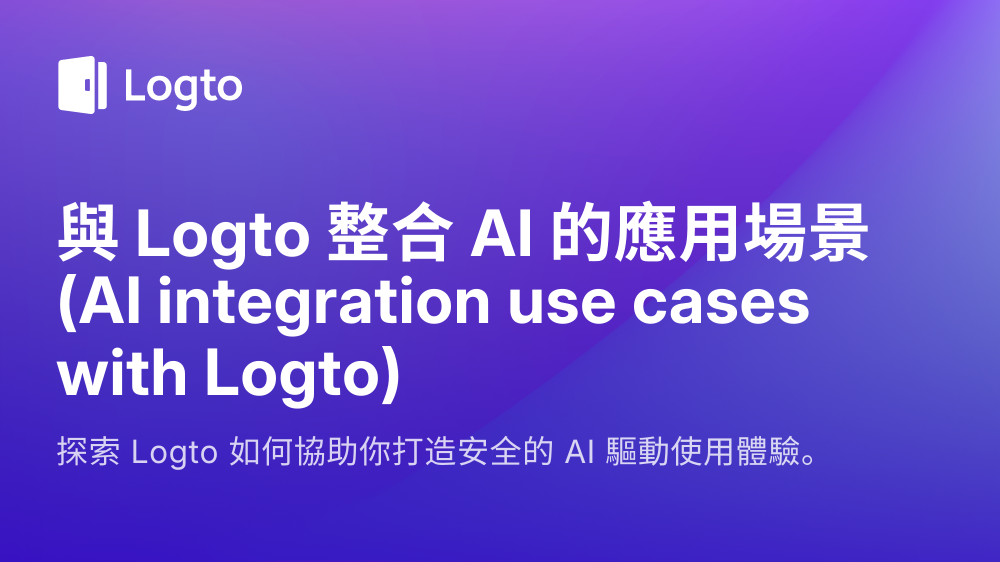 Logto
與 Logto 整合 AI 的應用場景
(AI integration use cases
with Logto)
探索 Logto 如何協助你打造安全的 AI 驅動使用體驗。